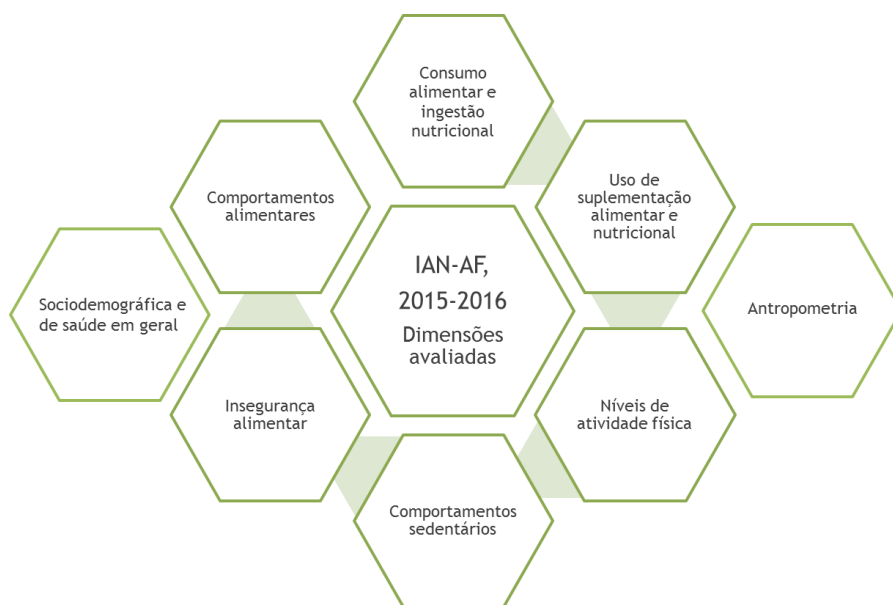 Consumo
alimentar e
ingestão
nutricional
Comportamentos
alimentares
Uso de
suplementação
alimentar e
nutricional
Sociodemográfica e
de saúde em geral
IAN-AF,
2015-2016
Dimensões
avaliadas
Antropometria
Insegurança
alimentar
Níveis de
atividade física
Comportamentos
sedentários